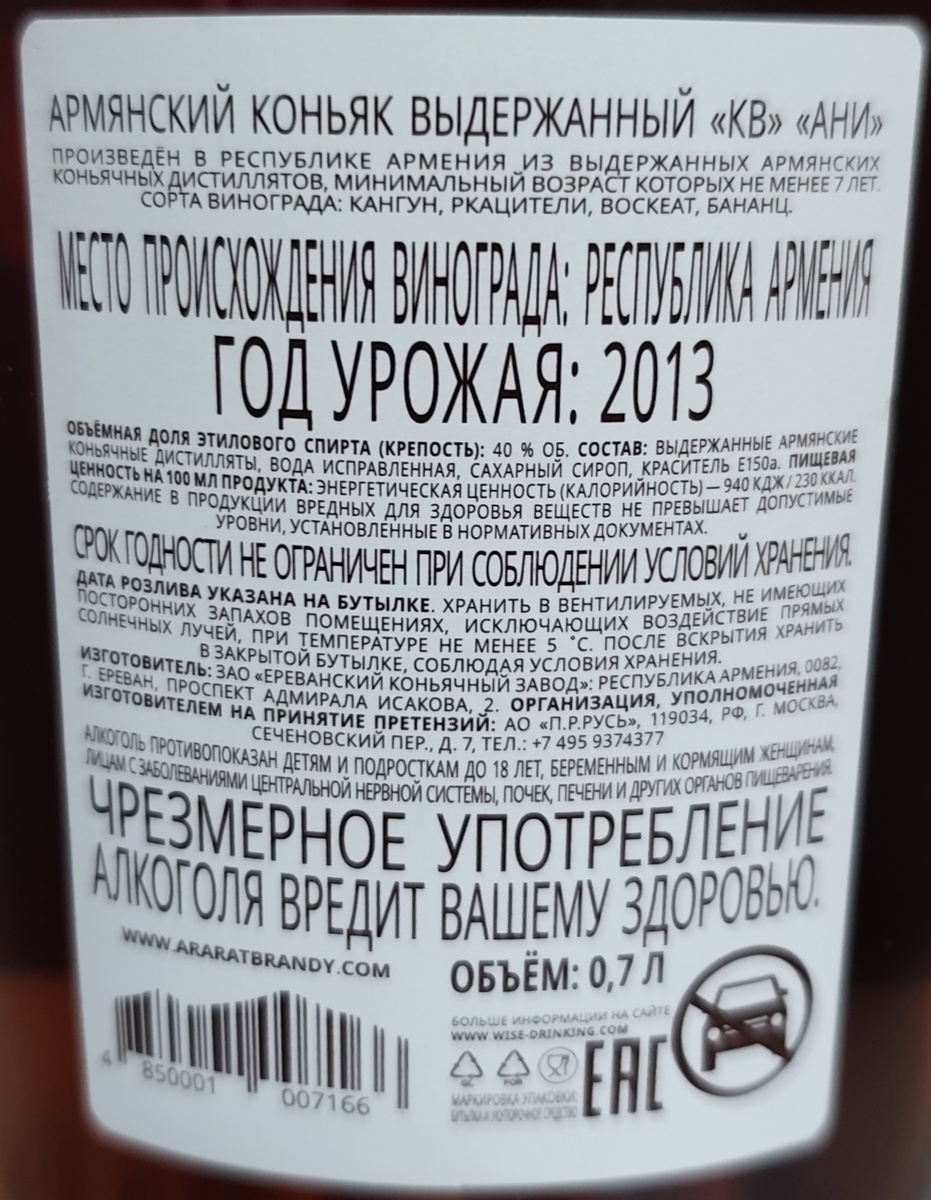 АРМЯНСКИЙ КОНЬЯК ВЫДЕРЖАННЫЙ «КВ» «АНИ»
ПРОИЗВЕДЁН В РЕСПУБЛИКЕ АРМЕНИЯ ИЗ ВЫДЕРЖАННЫХ АРМЯНСКИХ
КОНЬЯЧНЫХ ДИСТИЛЛЯТОВ, МИНИМАЛЬНЫЙ ВОЗРАСТ КОТОРЫХ НЕ МЕНЕЕ 7 ЛЕТ.
СОРТА ВИНОГРАДА: КАНГУН, РКАЦИТЕЛИ, ВОСКЕАТ, БАНАНЦ.
МЕСТО ПРОИСХОЖДЕНИЯ ВИНОГРАДА: РЕСПУБЛИКА АРМЕНИЯ
ГОД УРОЖАЯ: 2013
ОБЪЁМНАЯ ДОЛЯ ЭТИЛОВОГО СПИРТА (КРЕПОСТЬ): 40 % ОБ. СОСТАВ: ВЫДЕРЖАННЫЕ АРМЯНСКИЕ
КОНЬЯЧНЫЕ ДИСТИЛЛЯТЫ, ВОДА ИСПРАВЛЕННАЯ, САХАРНЫЙ СИРОП, КРАСИТЕЛЬ Е150а. ПИЩЕВАЯ
ЦЕННОСТЬ НА 100 МЛ ПРОДУКТА: ЭНЕРГЕТИЧЕСКАЯ ЦЕННОСТЬ (КАЛОРИЙНОСТЬ) — 940 КДЖ / 230 ККАЛ.
СОДЕРЖАНИЕ В ПРОДУКЦИИ ВРЕДНЫХ ДЛЯ ЗДОРОВЬЯ ВЕЩЕСТВ НЕ ПРЕВЫШАЕТ ДОПУСТИМЫЕ
УРОВНИ, УСТАНОВЛЕННЫЕ В НОРМАТИВНЫХ ДОКУМЕНТАХ.
СРОК ГОДНОСТИ НЕ ОГРАНИЧЕН ПРИ СОБЛЮДЕНИИ УСЛОВИЙ ХРАНЕНИЯ.
ДАТА РОЗЛИВА УКАЗАНА НА БУТЫЛКЕ. ХРАНИТЬ В ВЕНТИЛИРУЕМЫХ, НЕ ИМЕЮЩИХ
ПОСТОРОННИХ ЗАПАХОВ ПОМЕЩЕНИЯХ, ИСКЛЮЧАЮЩИХ ВОЗДЕЙСТВИЕ ПРЯМЫХ
СОЛНЕЧНЫХ ЛУЧЕЙ, ПРИ ТЕМПЕРАТУРЕ НЕ МЕНЕЕ 5 °С. ПОСЛЕ ВСКРЫТИЯ ХРАНИТЬ
В ЗАКРЫТОЙ БУТЫЛКЕ, СОБЛЮДАЯ УСЛОВИЯ ХРАНЕНИЯ.
ИЗГОТОВИТЕЛЬ: ЗАО «ЕРЕВАНСКИЙ КОНЬЯЧНЫЙ ЗАВОД»: РЕСПУБЛИКА АРМЕНИЯ, 0082,
Г. ЕРЕВАН, ПРОСПЕКТ АДМИРАЛА ИСАКОВА, 2. ОРГАНИЗАЦИЯ, УПОЛНОМОЧЕННАЯ
ИЗГОТОВИТЕЛЕМ НА ПРИНЯТИЕ ПРЕТЕНЗИЙ: АО «П.Р.РУСЬ», 119034, РФ, Г. МОСКВА,
СЕЧЕНОВСКИЙ ПЕР., Д. 7, ТЕЛ.: +7 495 9374377
АЛКОГОЛЬ ПРОТИВОПОКАЗАН ДЕТЯМ И ПОДРОСТКАМ ДО 18 ЛЕТ, БЕРЕМЕННЫМ И КОРМЯЩИМ ЖЕНЩИНАМ,
ЛИЦАМ С ЗАБОЛЕВАНИЯМИ ЦЕНТРАЛЬНОЙ НЕРВНОЙ СИСТЕМЫ, ПОЧЕК, ПЕЧЕНИ И ДРУГИХ ОРГАНОВ ПИЩЕВАРЕНИЯ.
ЧРЕЗМЕРНОЕ УПОТРЕБЛЕНИЕ
АЛКОГОЛЯ ВРЕДИТ ВАШЕМУ ЗДОРОВЬЮ.
WWW.ARARATBRANDY.COM
ОБЪЁМ: 0,7 Л
БОЛЬШЕ ИНФОРМАЦИИ НА САЙТЕ
WWW.WISE-DRINKING.COM
EAC
МАРКИРОВКА УПАКОВКИ:
БУТЫЛКА И УКУПОРОЧНОЕ СРЕДСТВО
4 850001 007166